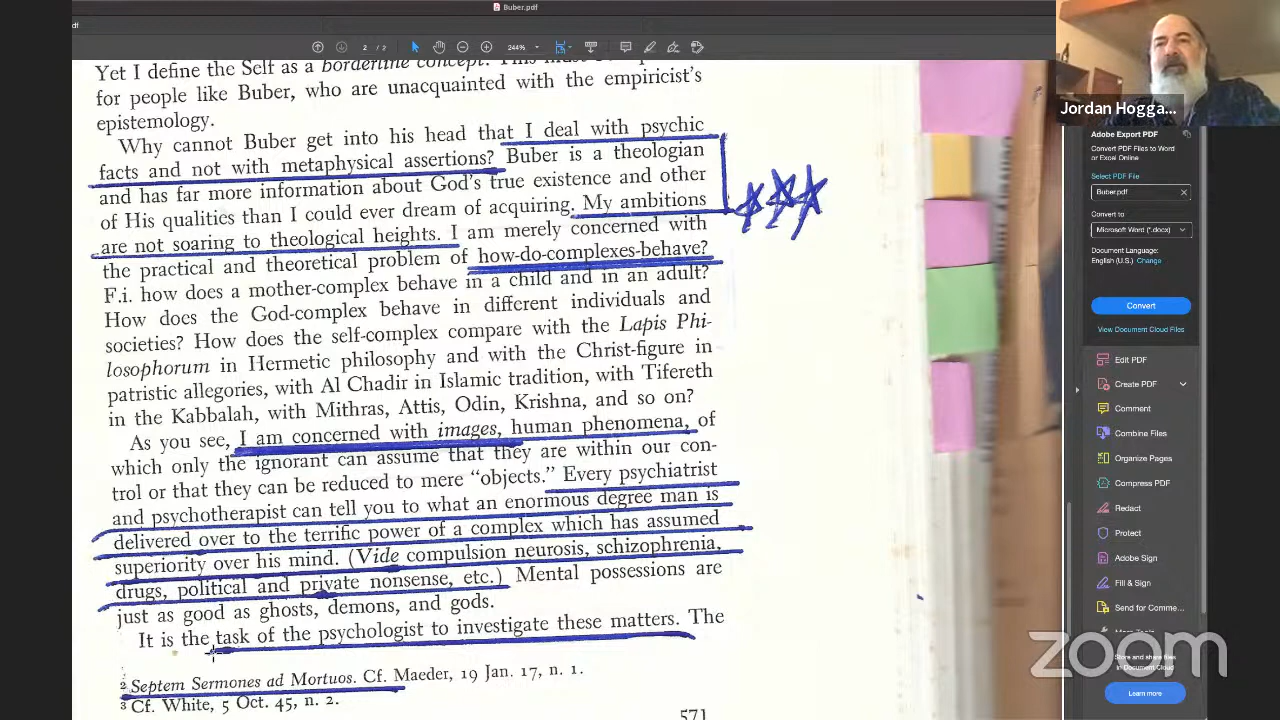 Buber.pdf
df
2 / 2
244%
Yet I define the Self as a borderline concept. This must
for people like Buber, who are unacquainted with the empiricist's
epistemology.
Why cannot Buber get into his head that I deal with psychic
facts and not with metaphysical assertions? Buber is a theologian
and has far more information about God's true existence and other
of His qualities than I could ever dream of acquiring. My ambitions
are not soaring to theological heights. I am merely concerned with
the practical and theoretical problem of how-do-complexes-behave?
F.i. how does a mother-complex behave in a child and in an adult?
How does the God-complex behave in different individuals and
societies? How does the self-complex compare with the Lapis Phi-
losophorum in Hermetic philosophy and with the Christ-figure in
patristic allegories, with Al Chadir in Islamic tradition, with Tifereth
in the Kabbalah, with Mithras, Attis, Odin, Krishna, and so on?
As you see, I am concerned with images, human phenomena, of
which only the ignorant can assume that they are within our con-
trol or that they can be reduced to mere “objects.” Every psychiatrist
and psychotherapist can tell you to what an enormous degree man is
delivered over to the terrific power of a complex which has assumed
superiority over his mind. (Vide compulsion neurosis, schizophrenia,
drugs, political and private nonsense, etc.) Mental possessions are
just as good as ghosts, demons, and gods.
It is the task of the psychologist to investigate these matters. The
2 Septem Sermones ad Mortuos. Cf. Maeder, 19 Jan. 17, n. 1.
3 Cf. White, 5 Oct. 45, n. 2.
571
Jordan Hogga...
Adobe Export PDF
Convert PDF Files to Word
or Excel Online
Select PDF File
Buber.pdf
Convert to
Microsoft Word (*.docx)
Document Language:
English (U.S.) Change
Convert
View Document Cloud Files
Edit PDF
Create PDF
Comment
Combine Files
Organize Pages
Compress PDF
Redact
Protect
Adobe Sign
Fill & Sign
Send for Comme...
More Tools
Store and share files
in Document Cloud
Learn more
zoom